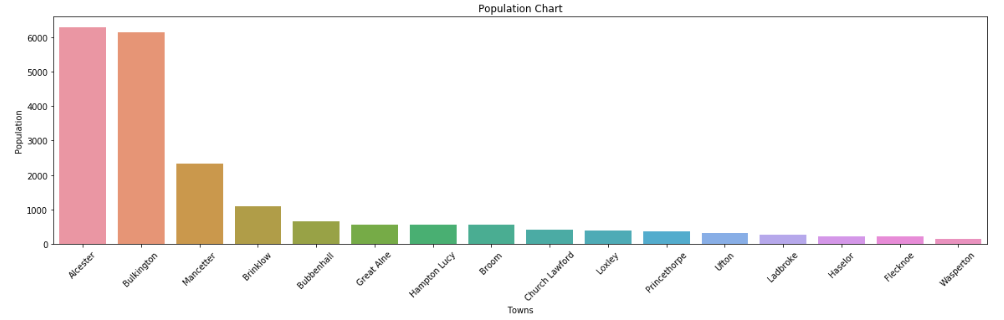 Population Chart
Population
6000
5000
4000
3000
2000
1000
0
Alcester
Bulkington
Mancetter
Brinklow
Bubbenhall
Great Alne
Hampton Lucy
Broom
Church Lawford
Loxley
Princethorpe
Ufton
Ladbroke
Haselor
Flecknoe
Wasperton
Towns